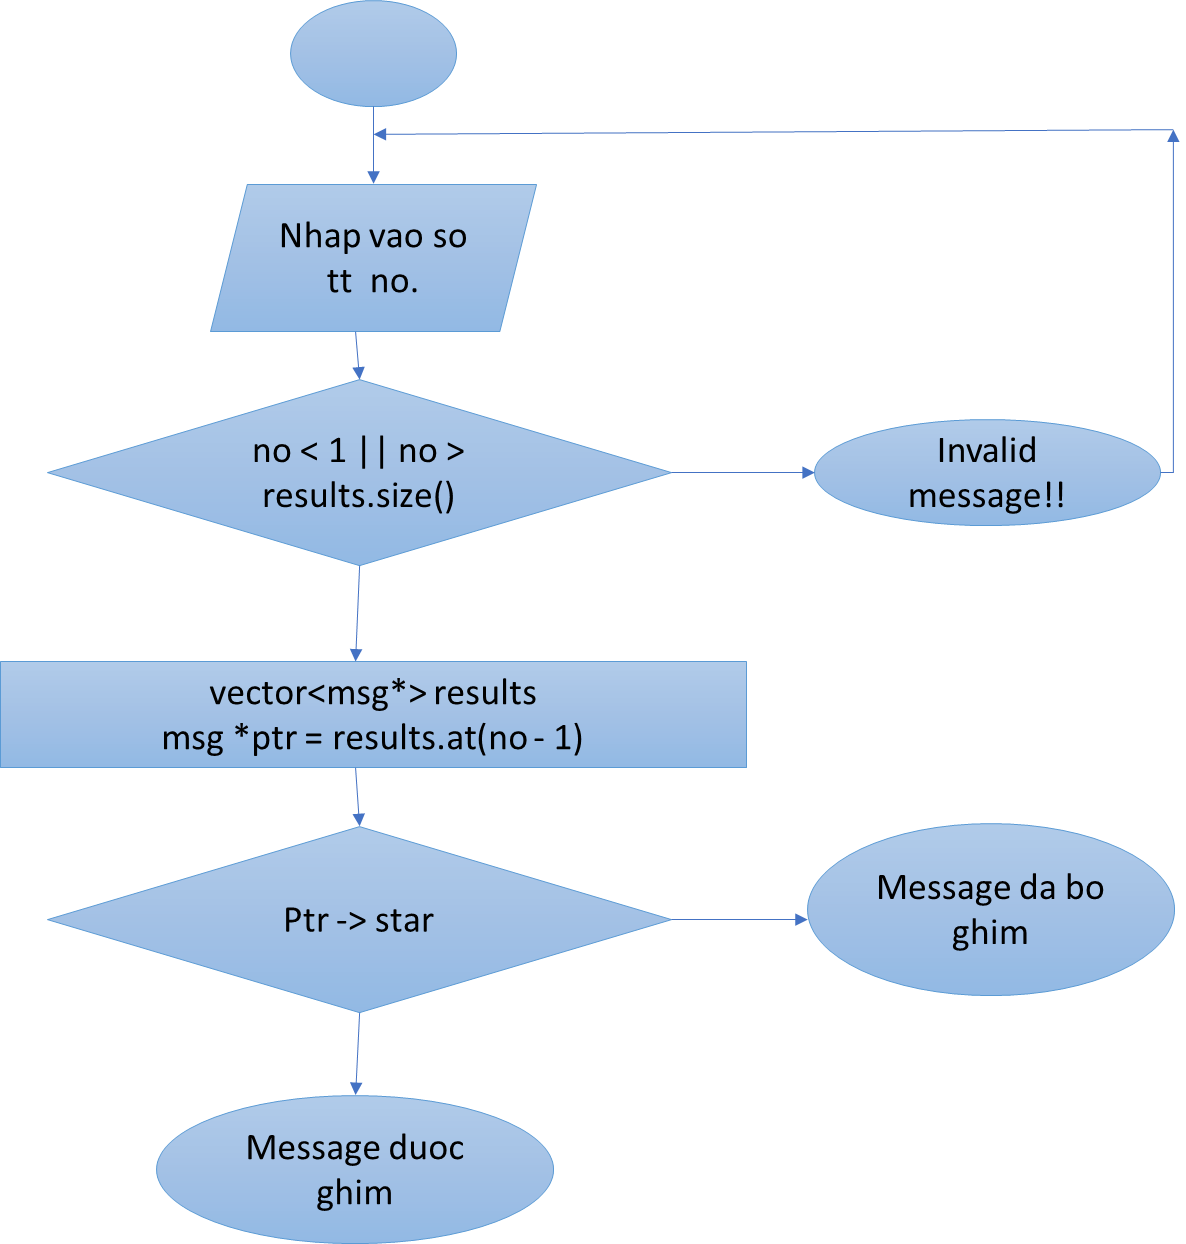 Nhap vao so
tt  no.
no < 1 || no >
results.size()
Invalid
message!!
vector<msg*> results
msg *ptr = results.at(no - 1)
Ptr -> star
Message da bo
ghim
Message duoc
ghim